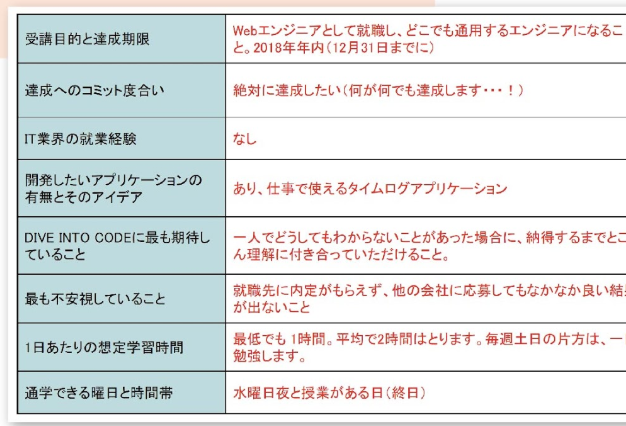 受講目的と達成期限
Webエンジニアとして就職し、どこでも通用するエンジニアになるこ
と。2018年年内(12月31日までに)
達成へのコミット度合い
絶対に達成したい(何が何でも達成します・・・!)
IT業界の就業経験
なし
開発したいアプリケーションの
有無とそのアイデア
あり、仕事で使えるタイムログアプリケーション
DIVE INTO CODEに最も期待し
ていること
一人でどうしてもわからないことがあった場合に、納得するまでとこ
ん理解に付き合っていただけること。
最も不安視していること
就職先に内定がもらえず、他の会社に応募してもなかなか良い結
が出ないこと
1日あたりの想定学習時間
最低でも1時間。平均で2時間はとります。毎週土日の片方は、一
勉強します。
通学できる曜日と時間帯
水曜日夜と授業がある日(終日)